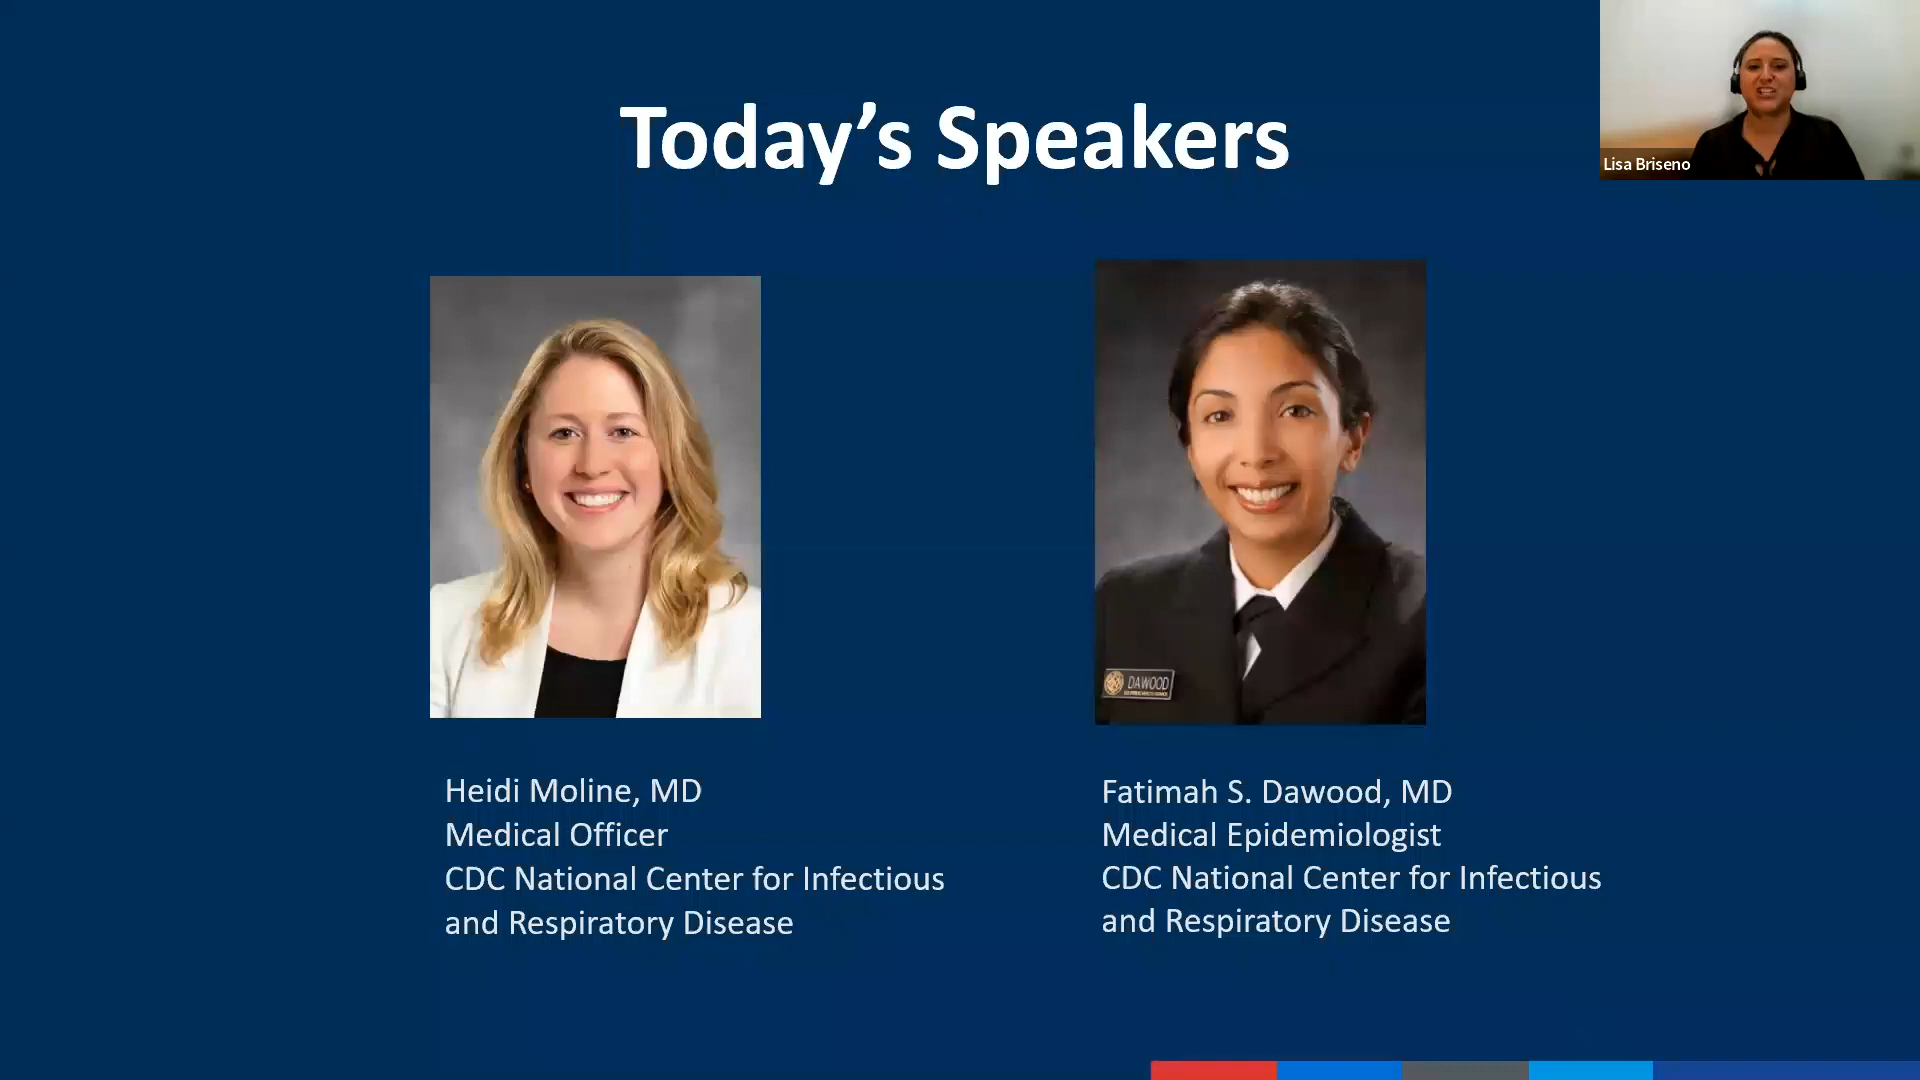 Today’s Speakers
Lisa Briseno
DAWOOD
Heidi Moline, MD
Medical Officer
CDC National Center for Infectious
and Respiratory Disease
Fatimah S. Dawood, MD
Medical Epidemiologist
CDC National Center for Infectious
and Respiratory Disease